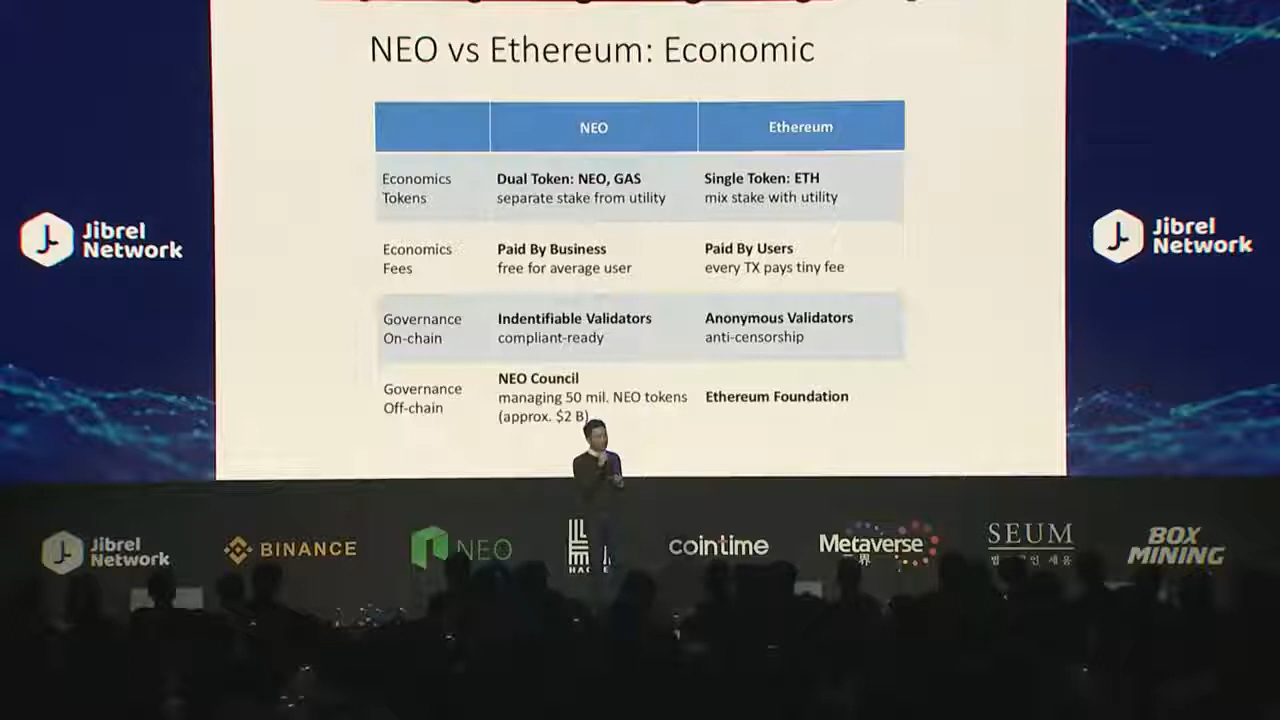 NEO vs Ethereum: Economic
NEO
Ethereum
Economics
Tokens
Dual Token: NEO, GAS
separate stake from utility
Single Token: ETH
mix stake with utility
Economics
Fees
Paid By Business
free for average user
Paid By Users
every TX pays tiny fee
Governance
On-chain
Indentifiable Validators
compliant-ready
Anonymous Validators
anti-censorship
Governance
Off-chain
NEO Council
managing 50 mil. NEO tokens
(approx. $2 B)
Ethereum Foundation
Jibrel
Network
Jibrel
Network
Jibrel
Network
BINANCE
NEO
cointime
Metaverse
界
SEUM
BOX
MINING